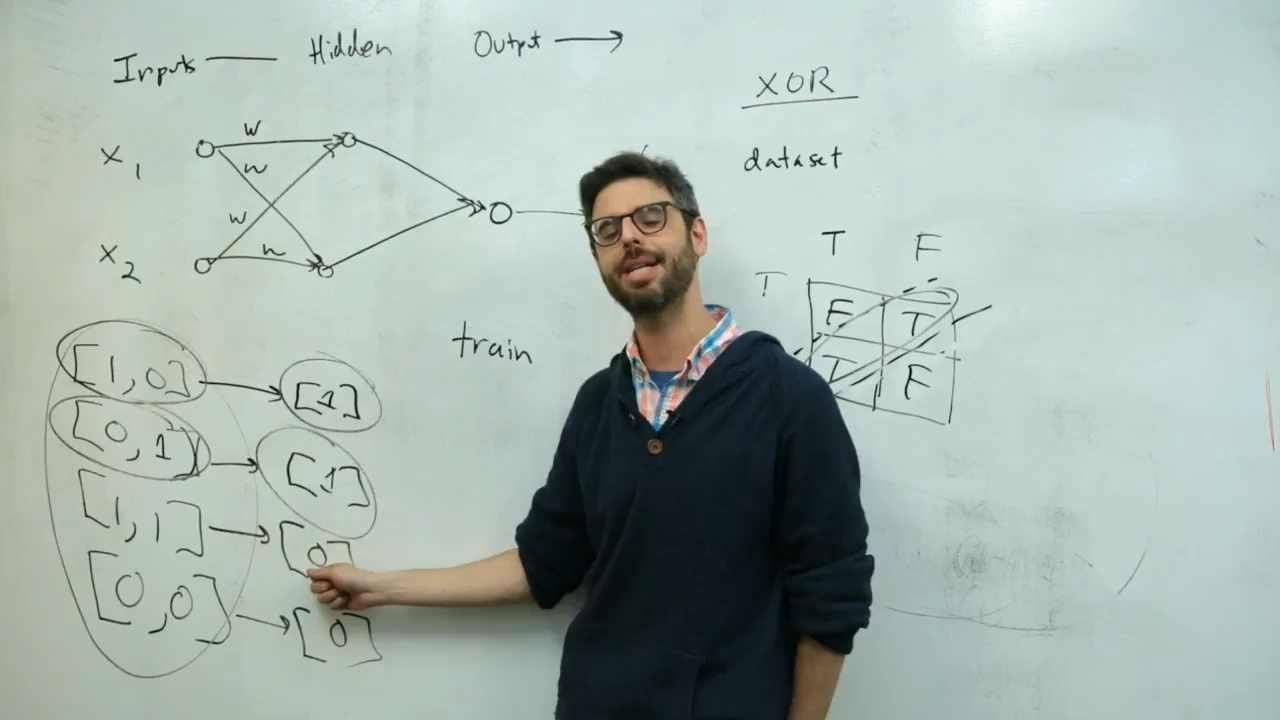 Inputs Hidden Output
XOR
dataset
X1
w
w
w
w
X2
T F
T
F T
T F
train
[1,0] [1]
[0,1] [1]
[1,1] [0]
[0,0] [0]